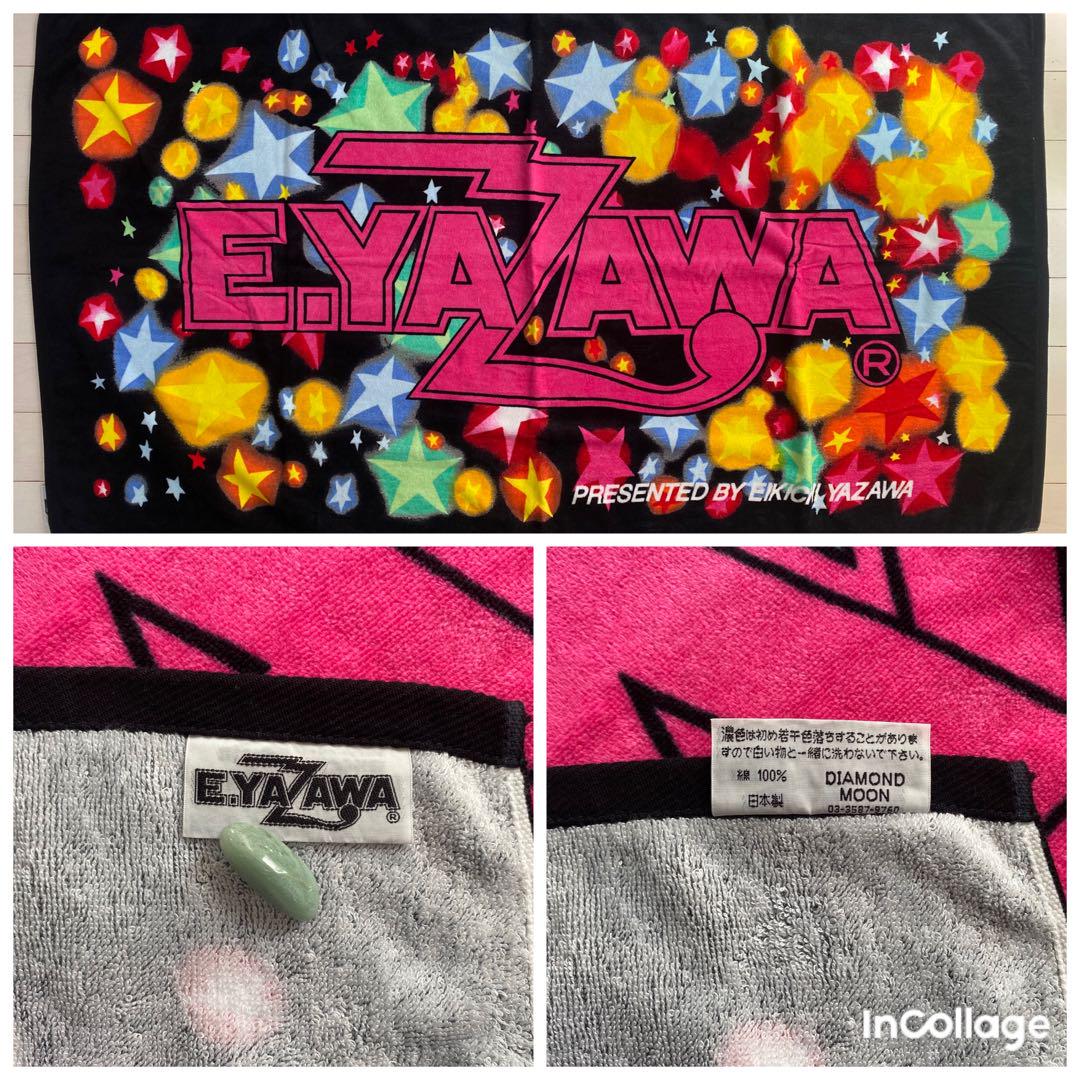 E.YAZAWA
®
PRESENTED BY EIKICHI YAZAWA
E.YAZAWA
®
濃色は初め若干色落ちすることがありま
すので白い物と一緒に洗わないで下さい。
綿 100% DIAMOND
日本製 MOON
03-3587-9760
InCollage